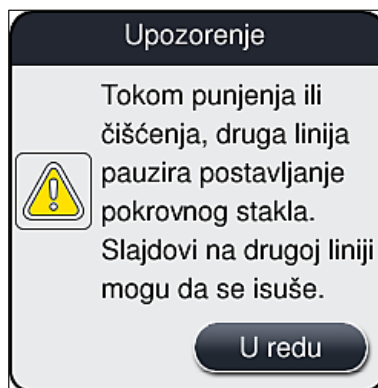 Upozorenje
Tokom punjenja ili
čišćenja, druga linija
pauzira postavljanje
pokrovnog stakla.
Slajdovi na drugoj liniji
mogu da se isuše.
U redu